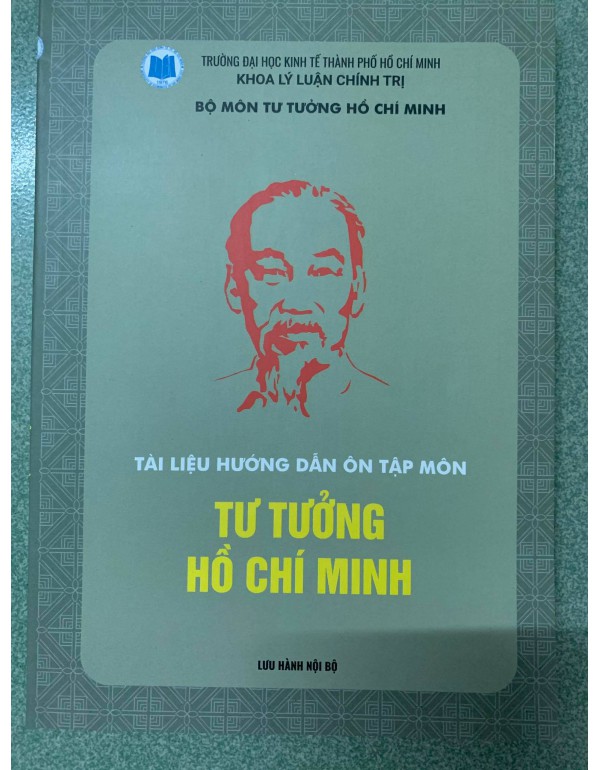 TRƯỜNG ĐẠI HỌC KINH TẾ THÀNH PHỐ HỒ CHÍ MINH
KHOA LÝ LUẬN CHÍNH TRỊ
BỘ MÔN TƯ TƯỞNG HỒ CHÍ MINH
1976
TÀI LIỆU HƯỚNG DẪN ÔN TẬP MÔN
TƯ TƯỞNG
HỒ CHÍ MINH
LƯU HÀNH NỘI BỘ